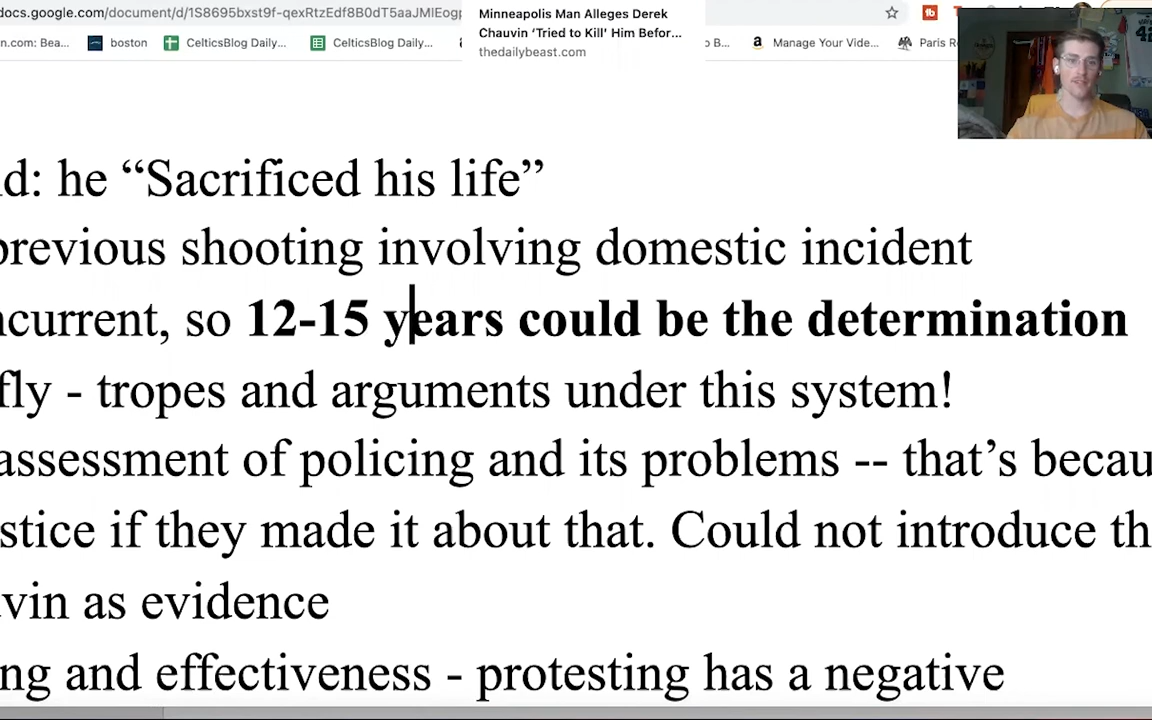 docs.google.com/document/d/1S8695bxst9f-qexRtzEdf8B0dT5aaJMIEogp
Minneapolis Man Alleges Derek
Chauvin ‘Tried to Kill’ Him Befor...
thedailybeast.com
n.com: Bea...
boston
CelticsBlog Daily...
CelticsBlog Daily...
o B...
Manage Your Vide...
Paris R
d: he “Sacrificed his life”
previous shooting involving domestic incident
ncurrent, so 12-15 years could be the determination
fly - tropes and arguments under this system!
assessment of policing and its problems -- that’s becau
stice if they made it about that. Could not introduce th
vin as evidence
ng and effectiveness - protesting has a negative